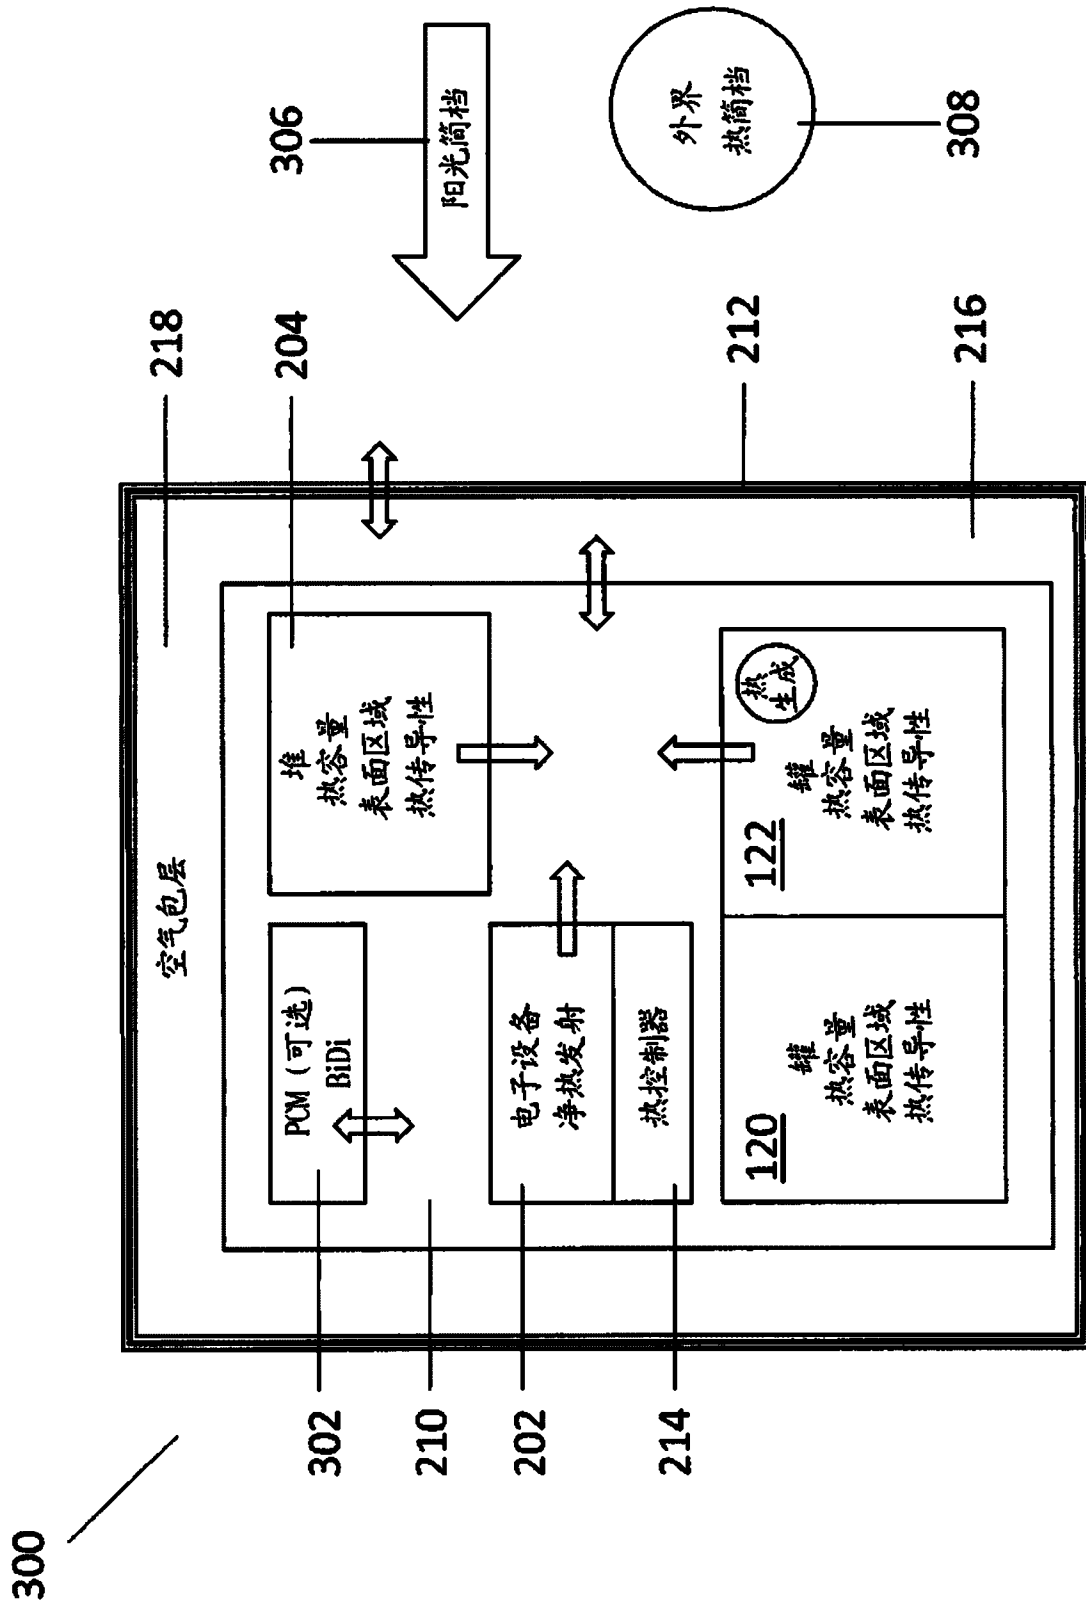 300
218
空气包层
302
PCM (可选)
BiDi
堆
热容量
表面区域
热传导性
204
306
阳光简档
210
202
电子设备
净热发射
热控制器
214
外界
热简档
308
212
120
罐
热容量
表面区域
热传导性
122
热
生成
罐
热容量
表面区域
热传导性
216